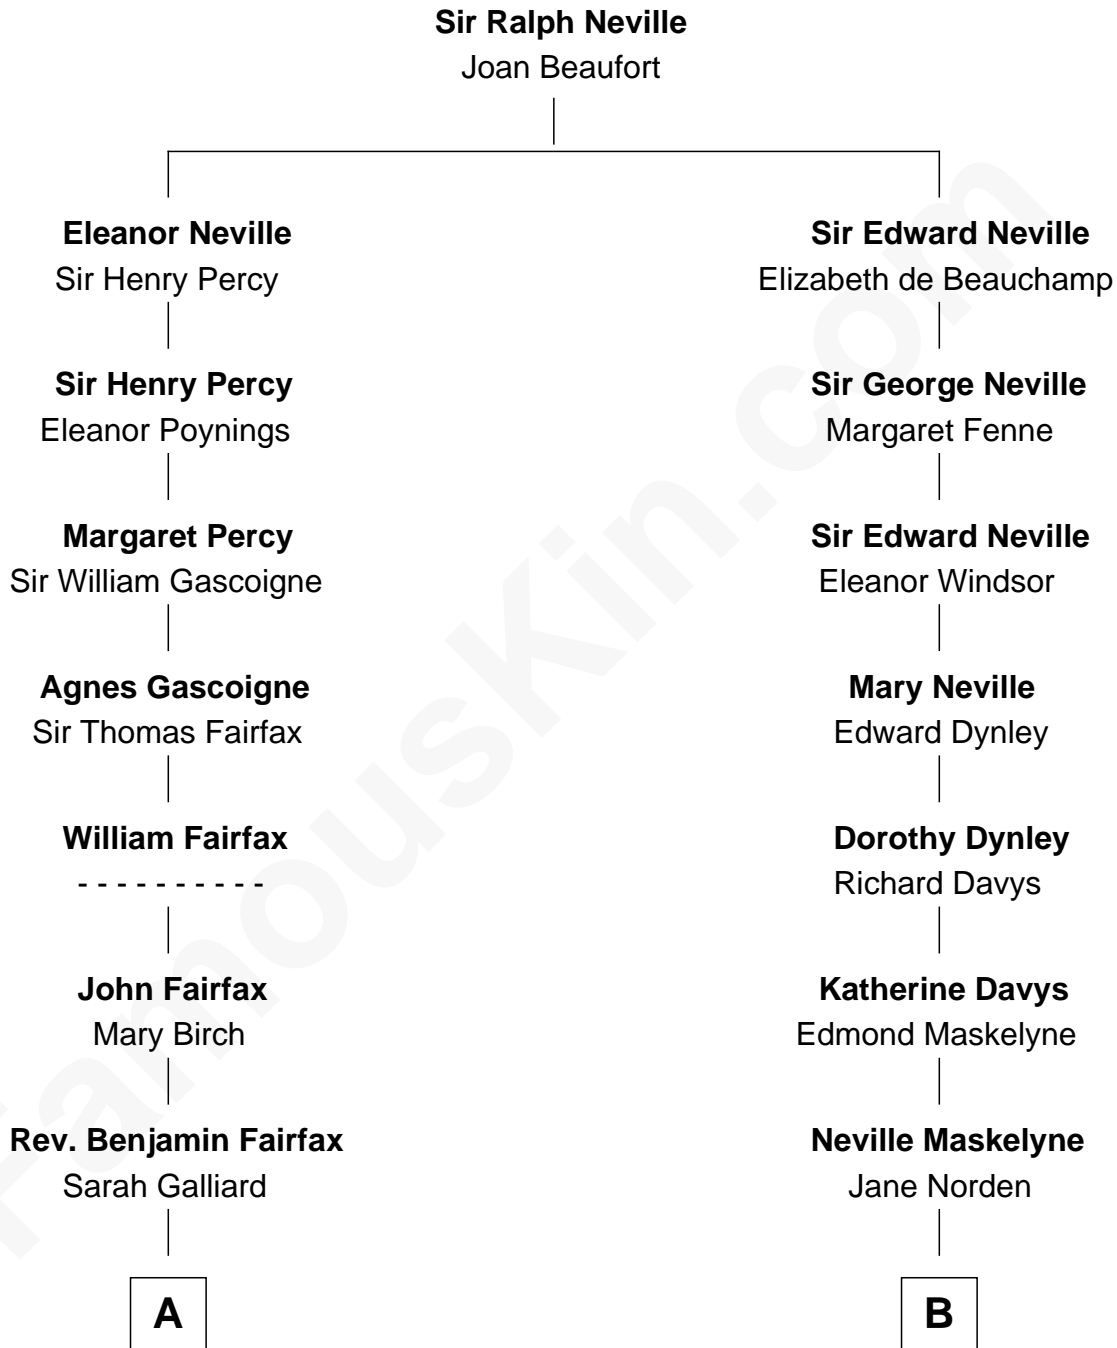 Sir Ralph Neville
Joan Beaufort
Eleanor Neville
Sir Henry Percy
Sir Edward Neville
Elizabeth de Beauchamp
Sir Henry Percy
Eleanor Poynings
Sir George Neville
Margaret Fenne
Margaret Percy
Sir William Gascoigne
Sir Edward Neville
Eleanor Windsor
Agnes Gascoigne
Sir Thomas Fairfax
Mary Neville
Edward Dynley
William Fairfax
- - - - - - - - - -
Dorothy Dynley
Richard Davys
John Fairfax
Mary Birch
Katherine Davys
Edmond Maskelyne
Rev. Benjamin Fairfax
Sarah Galliard
Neville Maskelyne
Jane Norden
A
B
FamousKin.com